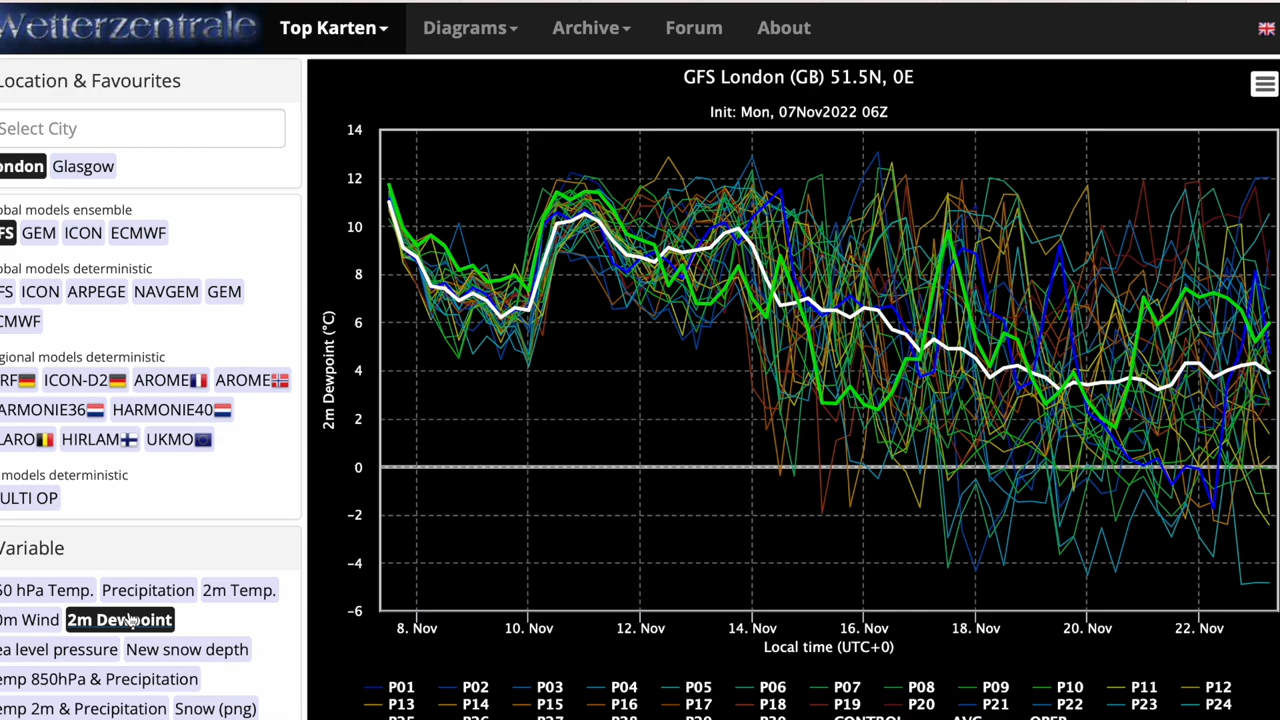 Wetterzentrale
Top Karten Diagrams Archive Forum About
Location & Favourites
Select City
ondon Glasgow
obal models ensemble
FS GEM ICON ECMWF
obal models deterministic
FS ICON ARPEGE NAVGEM GEM
CMWF
gional models deterministic
RF ICON-D2 AROME AROME
ARMONIE36 HARMONIE40
LARO HIRLAM UKMO
models deterministic
ULTI OP
Variable
50 hPa Temp. Precipitation 2m Temp.
0m Wind 2m Dewpoint
ea level pressure New snow depth
emp 850hPa & Precipitation
emp 2m & Precipitation Snow (png)
GFS London (GB) 51.5N, 0E
Init: Mon, 07Nov2022 06Z
2m Dewpoint (°C)
14
12
10
8
6
4
2
0
-2
-4
-6
8. Nov 10. Nov 12. Nov 14. Nov 16. Nov 18. Nov 20. Nov 22. Nov
Local time (UTC+0)
P01 P02 P03 P04 P05 P06 P07 P08 P09 P10 P11 P12
P13 P14 P15 P16 P17 P18 P19 P20 P21 P22 P23 P24